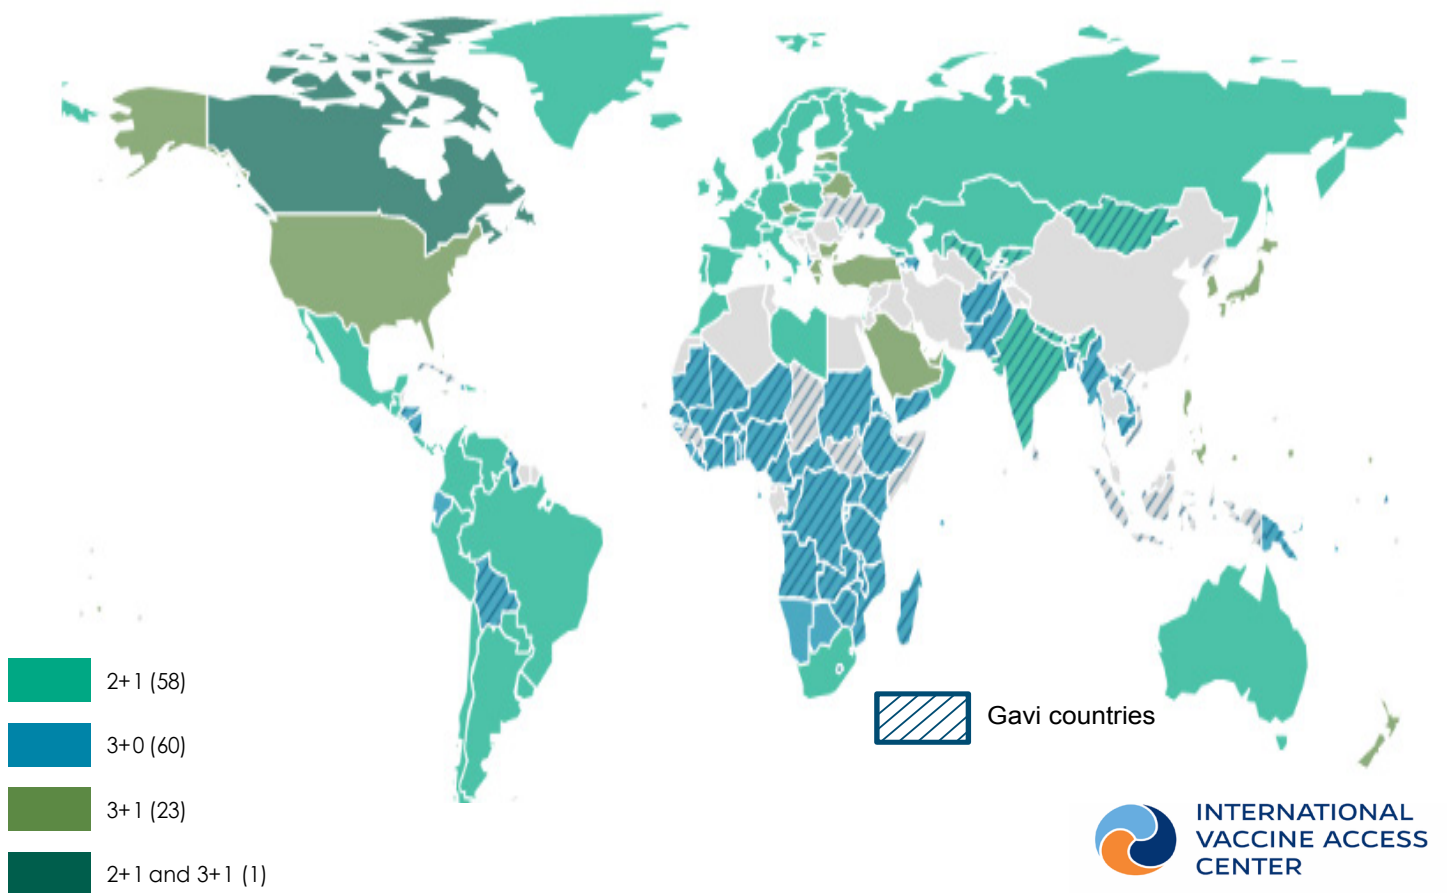 2+1 (58)
3+0 (60)
3+1 (23)
2+1 and 3+1 (1)
Gavi countries
INTERNATIONAL
VACCINE ACCESS
CENTER